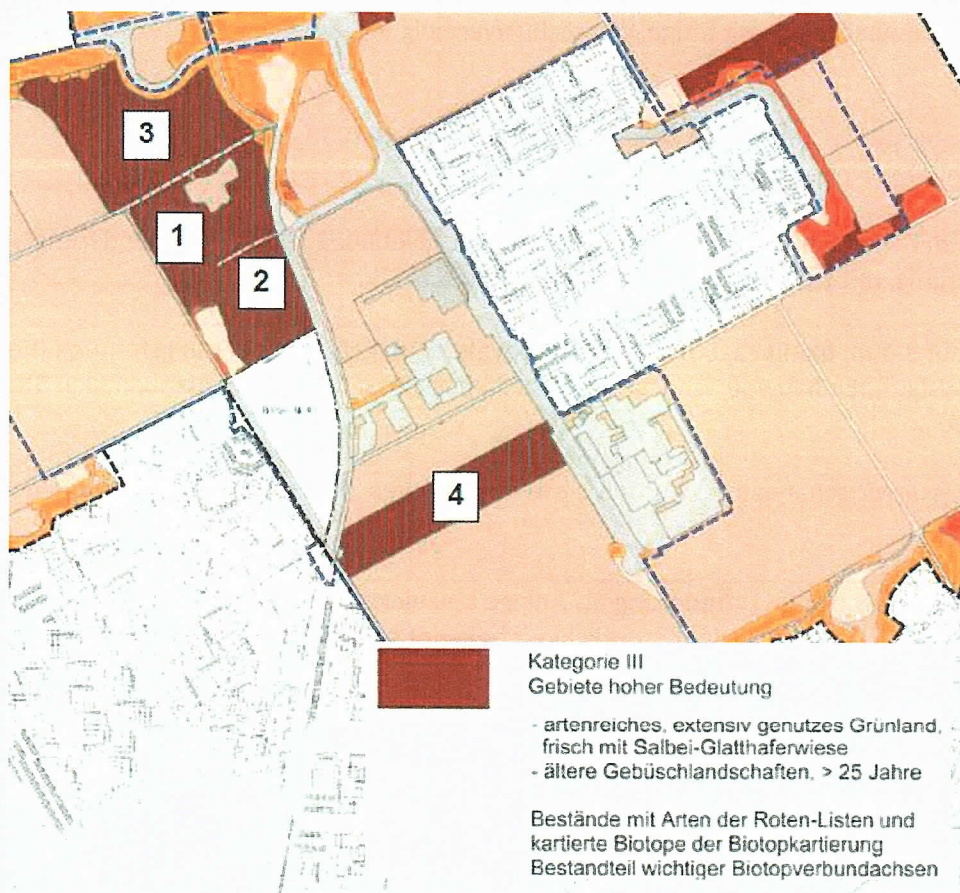 3
1
2
4
Kategorie III
Gebiete hoher Bedeutung
- artenreiches, extensiv genutzes Grünland,
frisch mit Salbei-Glatthaferwiese
- ältere Gebüschlandschaften, > 25 Jahre
Bestände mit Arten der Roten-Listen und
kartierte Biotope der Biotopkartierung
Bestandteil wichtiger Biotopverbundachsen